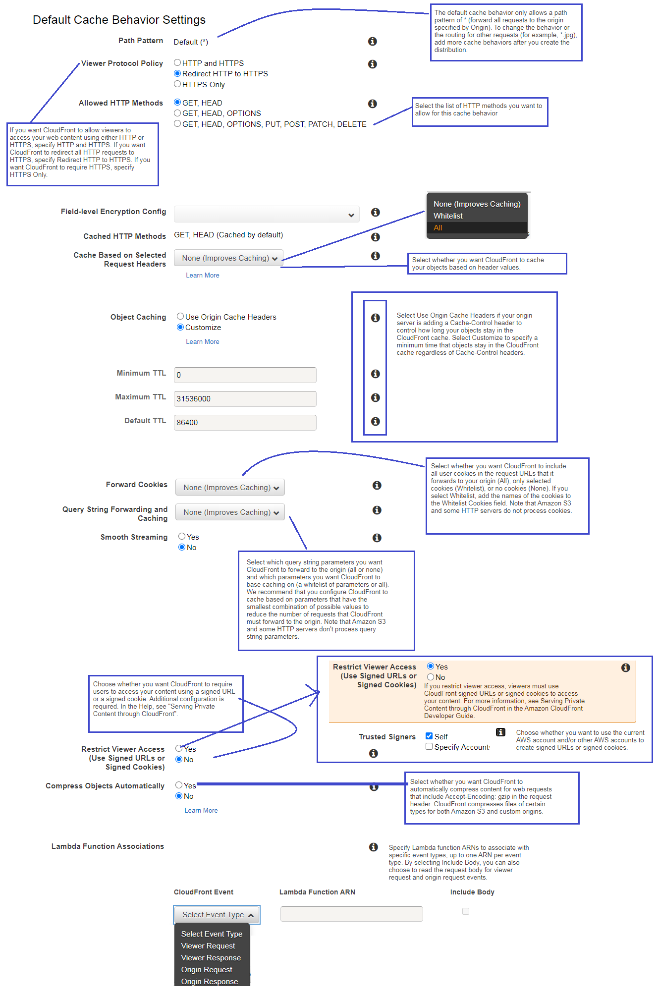 Default Cache Behavior Settings
The default cache behavior only allows a path
pattern of * (forward all requests to the origin
specified by Origin). To change the behavior or
the routing for other requests (for example, *.jpg),
add more cache behaviors after you create the
distribution.
Path Pattern
Default (*)
Viewer Protocol Policy
HTTP and HTTPS
Redirect HTTP to HTTPS
HTTPS Only
Allowed HTTP Methods
GET, HEAD
GET, HEAD, OPTIONS
GET, HEAD, OPTIONS, PUT, POST, PATCH, DELETE
Select the list of HTTP methods you want to
allow for this cache behavior
If you want CloudFront to allow viewers to
access your web content using either HTTP or
HTTPS, specify HTTP and HTTPS. If you want
CloudFront to redirect all HTTP requests to
HTTPS, specify Redirect HTTP to HTTPS. If you
want CloudFront to require HTTPS, specify
HTTPS Only.
None (Improves Caching)
Whitelist
All
s
Field-level Encryption Config
Cached HTTP Methods
GET, HEAD (Cached by default)
Cache Based on Selected
Request Headers
None (Improves Caching)
Learn More
Select whether you want CloudFront to cache
your objects based on header values.
Object Caching
Use Origin Cache Headers
Customize
Learn More
Select Use Origin Cache Headers if your origin
server is adding a Cache-Control header to
control how long your objects stay in the
CloudFront cache. Select Customize to specify a
minimum time that objects stay in the CloudFront
cache regardless of Cache-Control headers.
Minimum TTL
0
Maximum TTL
31536000
Default TTL
86400
Select whether you want CloudFront to include
all user cookies in the request URLs that it
forwards to your origin (All), only selected
cookies (Whitelist), or no cookies (None). If you
select Whitelist, add the names of the cookies to
the Whitelist Cookies field. Note that Amazon S3
and some HTTP servers do not process cookies.
Forward Cookies
None (Improves Caching)
Query String Forwarding and
Caching
None (Improves Caching)
Smooth Streaming
Yes
No
Select which query string parameters you want
CloudFront to forward to the origin (all or none)
and which parameters you want CloudFront to
base caching on (a whitelist of parameters or all).
We recommend that you configure CloudFront to
cache based on parameters that have the
smallest combination of possible values to
reduce the number of requests that CloudFront
must forward to the origin. Note that Amazon S3
and some HTTP servers don't process query
string parameters.
Restrict Viewer Access
(Use Signed URLs or
Signed Cookies)
Yes
No
If you restrict viewer access, viewers must use
CloudFront signed URLs or signed cookies to access
your content. For more information, see Serving Private
Content through CloudFront in the Amazon CloudFront
Developer Guide.
Trusted Signers
Self
Specify Accounts
Choose whether you want to use the current
AWS account and/or other AWS accounts to
create signed URLs or signed cookies.
Choose whether you want CloudFront to require
users to access your content using a signed URL
or a signed cookie. Additional configuration is
required. In the Help, see "Serving Private
Content through CloudFront".
Restrict Viewer Access
(Use Signed URLs or
Signed Cookies)
Yes
No
Compress Objects Automatically
Yes
No
Learn More
Select whether you want CloudFront to
automatically compress content for web requests
that include Accept-Encoding: gzip in the request
header. CloudFront compresses files of certain
types for both Amazon S3 and custom origins.
Lambda Function Associations
Specify Lambda function ARNs to associate with
specific event types, up to one ARN per event
type. By selecting Include Body, you can also
choose to read the request body for viewer
request and origin request events.
CloudFront Event
Lambda Function ARN
Include Body
Select Event Type
Select Event Type
Viewer Request
Viewer Response
Origin Request
Origin Response